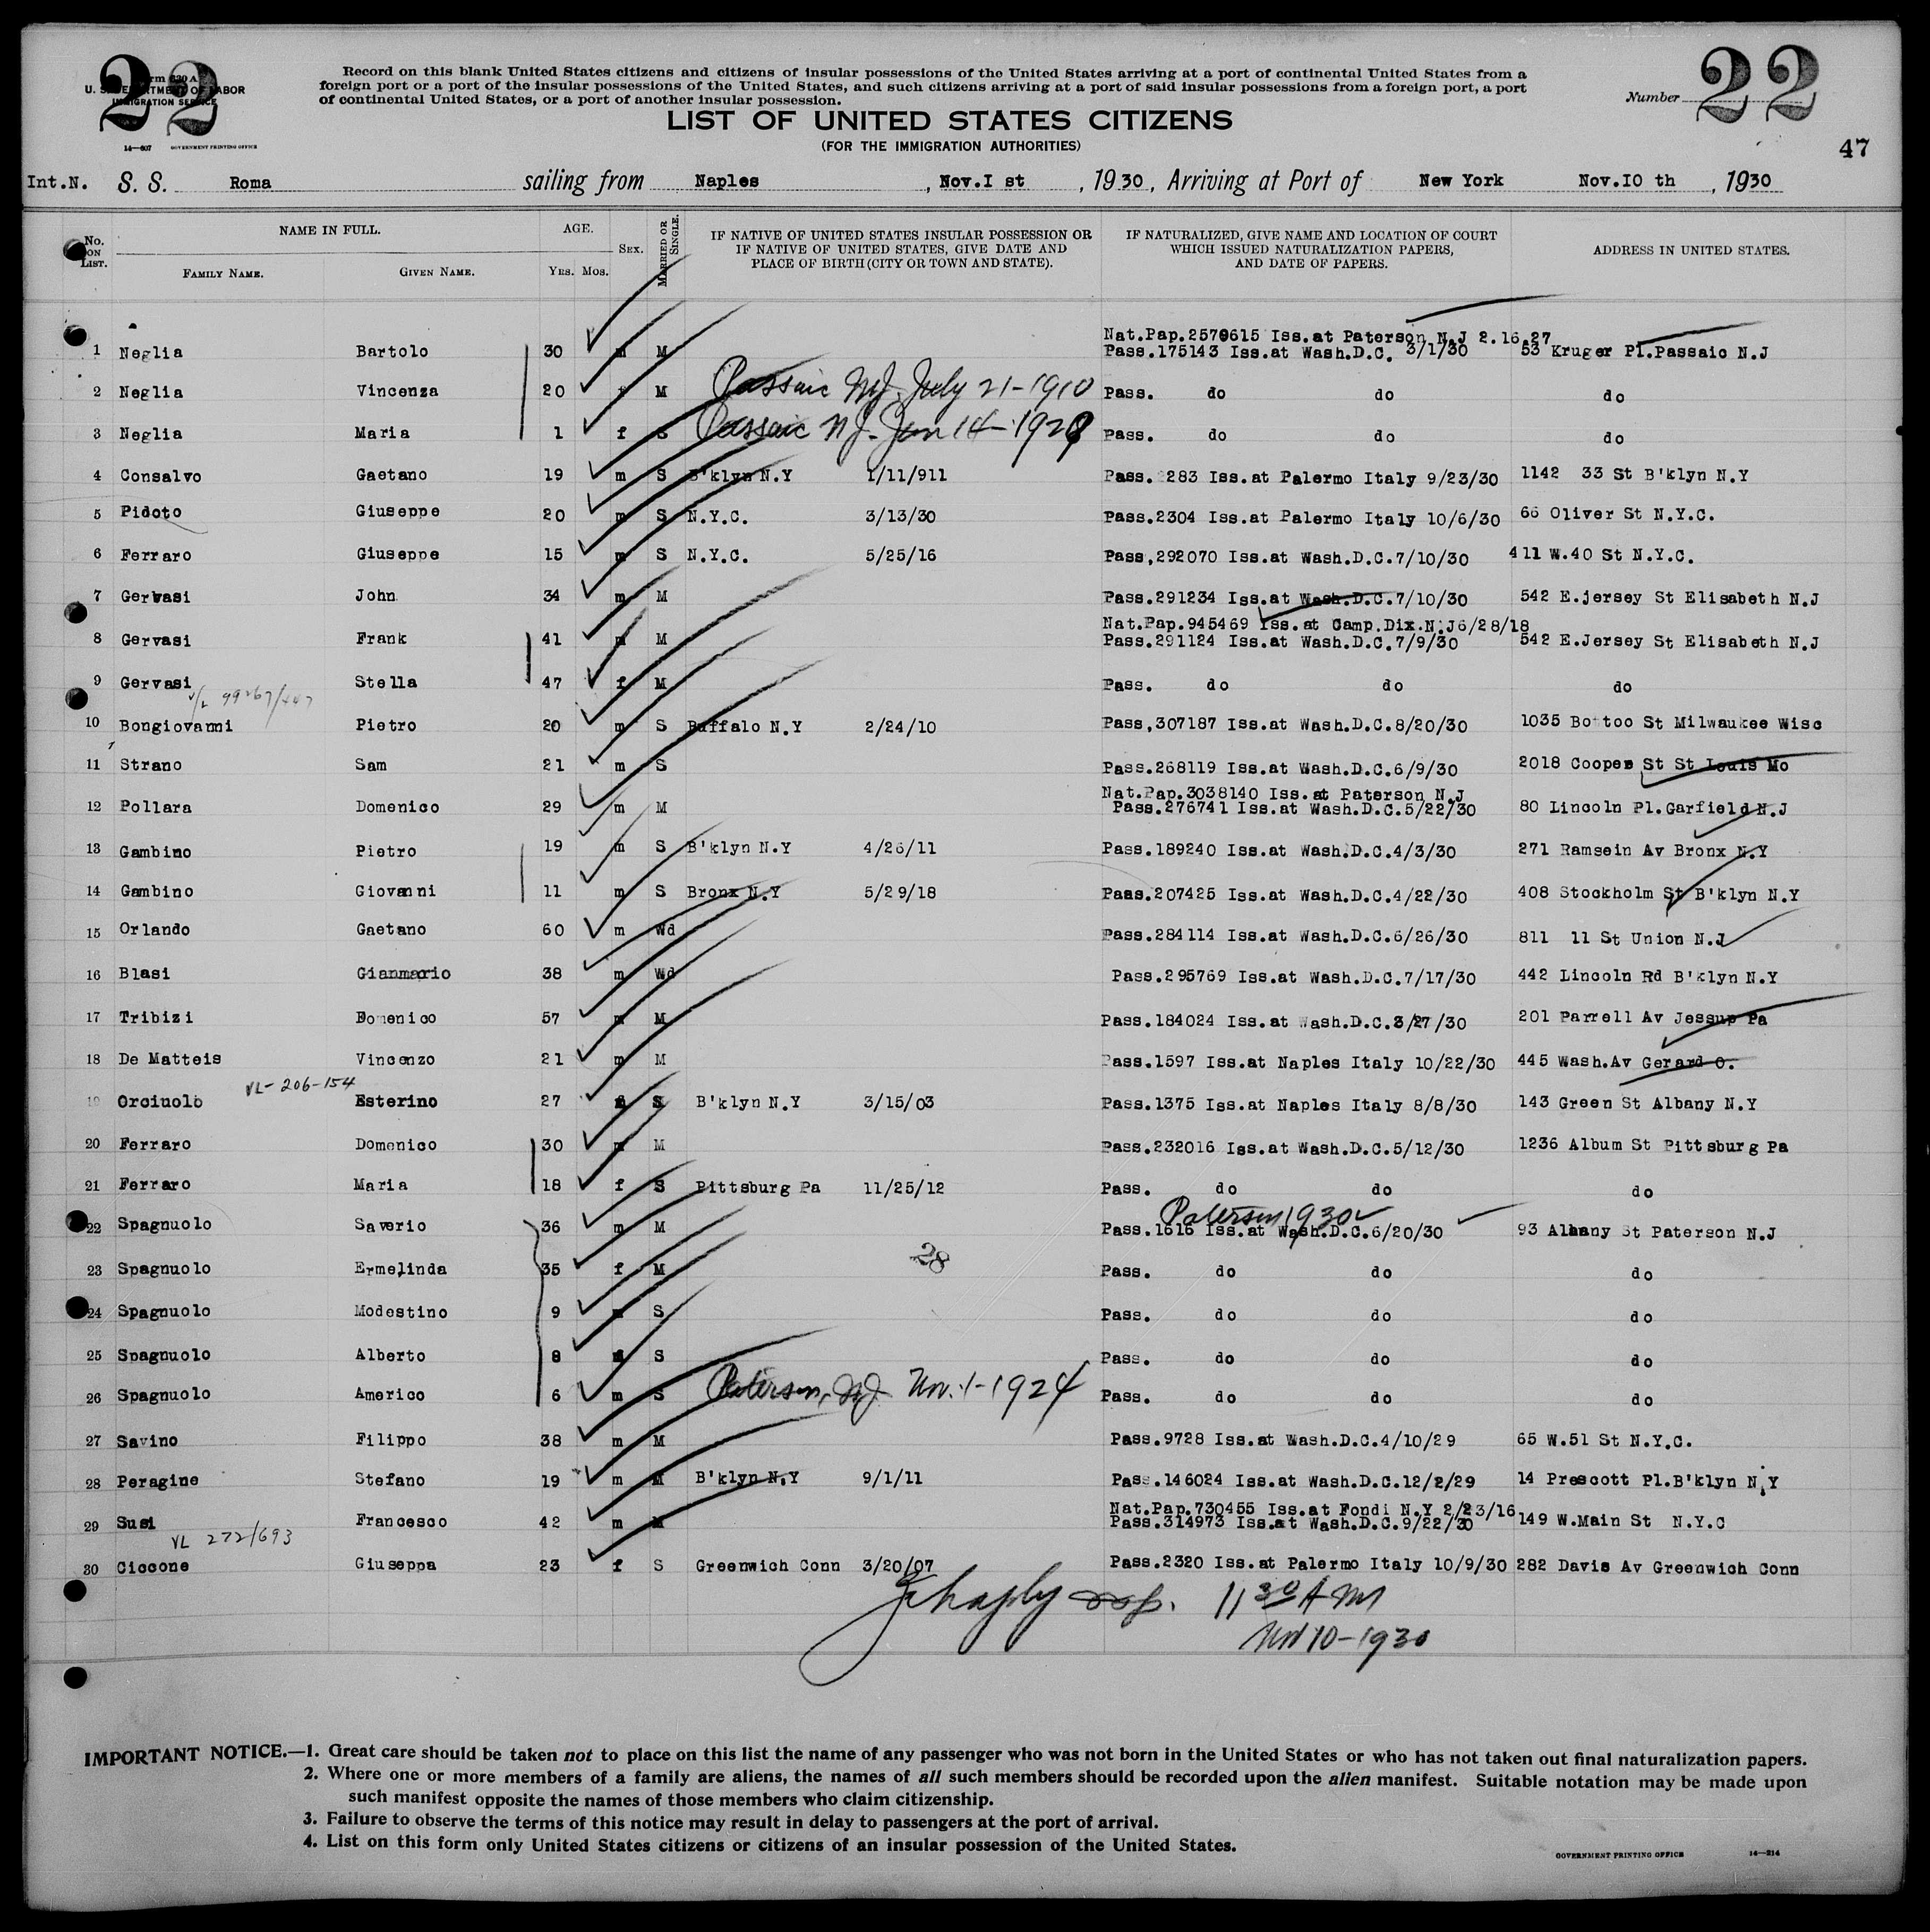 22
Form 630 A
U. S. DEPARTMENT OF LABOR
IMMIGRATION SERVICE
14—607 GOVERNMENT PRINTING OFFICE
Record on this blank United States citizens and citizens of insular possessions of the United States arriving at a port of continental United States from a
foreign port or a port of the insular possessions of the United States, and such citizens arriving at a port of said insular possessions from a foreign port, a port
of continental United States, or a port of another insular possession.
LIST OF UNITED STATES CITIZENS
(FOR THE IMMIGRATION AUTHORITIES)
Number 22
47
Int.N. S. S. Roma sailing from Naples, Nov.I st, 1930, Arriving at Port of New York Nov.IO th, 1930
No. ON LIST. NAME IN FULL. FAMILY NAME. GIVEN NAME. AGE. YRS. MOS. SEX. MARRIED OR SINGLE. IF NATIVE OF UNITED STATES INSULAR POSSESSION OR IF NATIVE OF UNITED STATES, GIVE DATE AND PLACE OF BIRTH (CITY OR TOWN AND STATE). IF NATURALIZED, GIVE NAME AND LOCATION OF COURT WHICH ISSUED NATURALIZATION PAPERS, AND DATE OF PAPERS. ADDRESS IN UNITED STATES.
Nat.Pap.2570615 Iss.at Paterson N.J 2.16.27
1 Neglia Bartolo 30 m M Pass.175143 Iss.at Wash.D.C. 3/1/30 53 Kruger Pl.Passaic N.J
2 Neglia Vincenza 20 f M Passaic NJ. July 21-1910 Pass. do do do
3 Neglia Maria 1 f S Passaic NJ. Jan 14-1929 Pass. do do do
4 Consalvo Gaetano 19 m S B'klyn N.Y 1/11/911 Pass. 283 Iss.at Palermo Italy 9/23/30 1142 33 St B'klyn N.Y
5 Pidoto Giuseppe 20 m S N.Y.C. 3/13/30 Pass.2304 Iss.at Palermo Italy 10/6/30 66 Oliver St N.Y.C.
6 Ferraro Giuseppe 15 m S N.Y.C. 5/25/16 Pass,292070 Iss.at Wash.D.C.7/10/30 411 W.40 St N.Y.C.
7 Gervasi John 34 m M Pass.291234 Iss.at Wash.D.C.7/10/30 542 E.jersey St Elisabeth N.J
Nat.Pap.945469 Iss.at Camp.Dix.N.J6/28/18
8 Gervasi Frank 41 m M Pass.291124 Iss.at Wash.D.C.7/9/30 542 E.Jersey St Elisabeth N.J
9 Gervasi Stella 47 f M Pass. do do do
V/L 99267/447
10 Bongiovanni Pietro 20 m S Buffalo N.Y 2/24/10 Pass,307187 Iss.at Wash.D.C.8/20/30 1035 Bottoo St Milwaukee Wisc
11 Strano Sam 21 m S Pass.268119 Iss.at Wash.D.C.6/9/30 2018 Cooper St St Louis Mo
Nat.Pap.3038140 Iss.at Paterson N.J
12 Pollara Domenico 29 m M Pass.276741 Iss.at Wash.D.C.5/22/30 80 Lincoln Pl.Garfield N.J
13 Gambino Pietro 19 m S B'klyn N.Y 4/26/11 Pass.189240 Iss.at Wash.D.C.4/3/30 271 Ramsein Av Bronx N.Y
14 Gambino Giovanni 11 m S Bronx N.Y 5/29/18 Paas.207425 Iss.at Wash.D.C.4/22/30 408 Stockholm St B'klyn N.Y
15 Orlando Gaetano 60 m Wd Pass.284114 Iss.at Wash.D.C.6/26/30 811 11 St Union N.J
16 Blasi Gianmario 38 m Wd Pass.295769 Iss.at Wash.D.C.7/17/30 442 Lincoln Rd B'klyn N.Y
17 Tribizi Domenico 57 m M Pass.184024 Iss.at Wash.D.C.3/27/30 201 Parrell Av Jessup Pa
18 De Matteis Vincenzo 21 m M Pass.1597 Iss.at Naples Italy 10/22/30 445 Wash.Av Gerard O.
VL-206-154
19 Orciuolo Esterino 27 S B'klyn N.Y 3/15/03 Pass.1375 Iss.at Naples Italy 8/8/30 143 Green St Albany N.Y
20 Ferraro Domenico 30 m M Pass.232016 Iss.at Wash.D.C.5/12/30 1236 Album St Pittsburg Pa
21 Ferraro Maria 18 f S Pittsburg Pa 11/25/12 Pass. do do do
Paterson 1930
22 Spagnuolo Saverio 36 m M Pass.1616 Iss.at Wash.D.C.6/20/30 93 Albany St Paterson N.J
23 Spagnuolo Ermelinda 35 f M 28 Pass. do do do
24 Spagnuolo Modestino 9 m S Pass. do do do
25 Spagnuolo Alberto 8 S Pass. do do do
26 Spagnuolo Americo 6 m S Paterson, NJ Nov. 1-1924 Pass. do do do
27 Savino Filippo 38 m M Pass.9728 Iss.at Wash.D.C.4/10/29 65 W.51 St N.Y.C.
28 Peragine Stefano 19 m M B'klyn N.Y 9/1/11 Pass.146024 Iss.at Wash.D.C.12/2/29 14 Prescott Pl.B'klyn N.Y
Nat.Pap.730455 Iss.at Fondi N.Y 2/23/16
29 Susi Francesco 42 m M Pass.314973 Iss.at Wash.D.C.9/22/30 149 W.Main St N.Y.C
VL 272/693
30 Ciccone Giuseppa 23 f S Greenwich Conn 3/20/07 Pass.2320 Iss.at Palermo Italy 10/9/30 282 Davis Av Greenwich Conn
11 30 AM
Nov 10-1930
IMPORTANT NOTICE.—1. Great care should be taken not to place on this list the name of any passenger who was not born in the United States or who has not taken out final naturalization papers.
2. Where one or more members of a family are aliens, the names of all such members should be recorded upon the alien manifest. Suitable notation may be made upon
such manifest opposite the names of those members who claim citizenship.
3. Failure to observe the terms of this notice may result in delay to passengers at the port of arrival.
4. List on this form only United States citizens or citizens of an insular possession of the United States.
GOVERNMENT PRINTING OFFICE 14—214